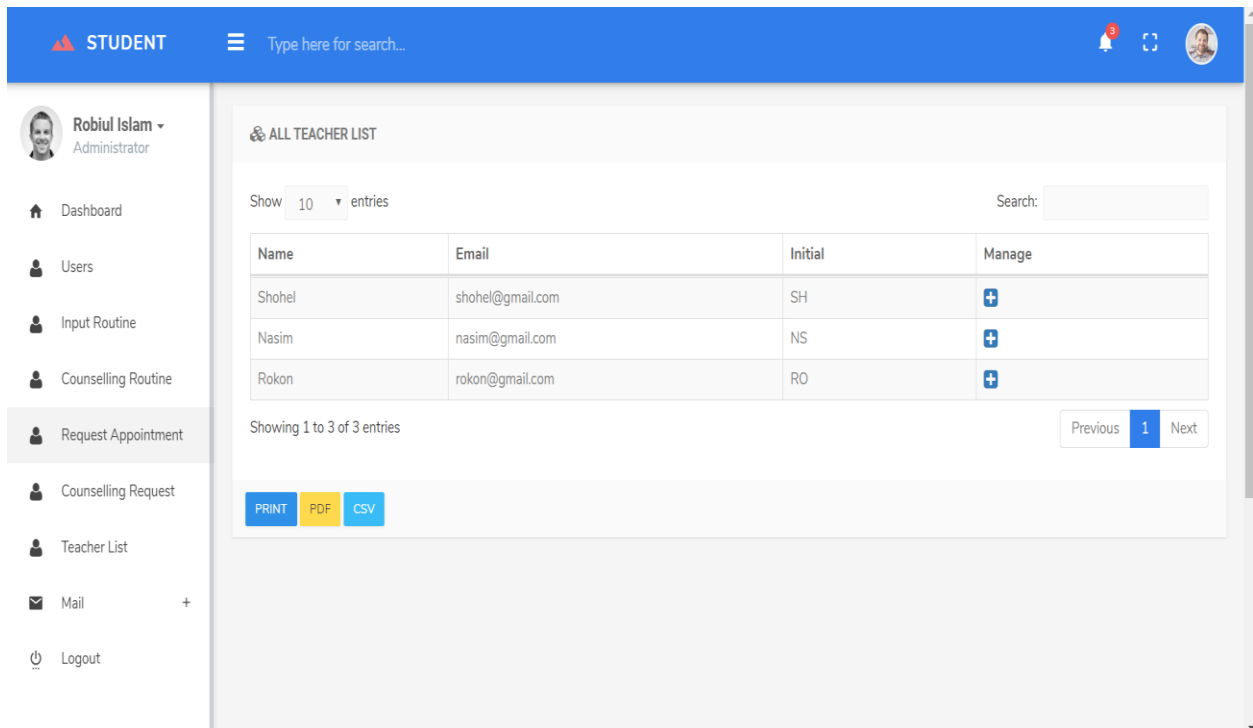 STUDENT
Type here for search...
3
Robiul Islam
Administrator
Dashboard
Users
Input Routine
Counselling Routine
Request Appointment
Counselling Request
Teacher List
Mail +
Logout
ALL TEACHER LIST
Show 10 entries Search:
Name Email Initial Manage
Shohel shohel@gmail.com SH
Nasim nasim@gmail.com NS
Rokon rokon@gmail.com RO
Showing 1 to 3 of 3 entries Previous 1 Next
PRINT PDF CSV